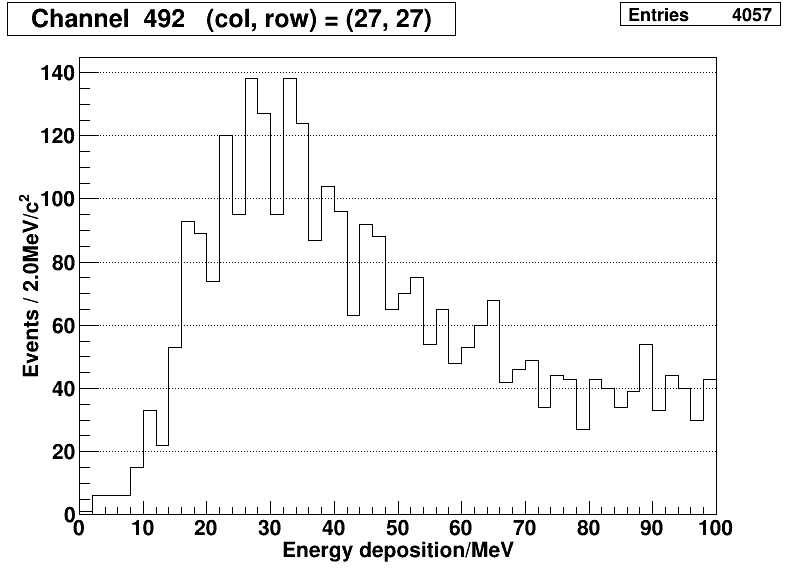 Channel 492 (col, row) = (27, 27)
Entries 4057
140
120
100
80
60
40
20
0
Events / 2.0MeV/c²
0 10 20 30 40 50 60 70 80 90 100
Energy deposition/MeV